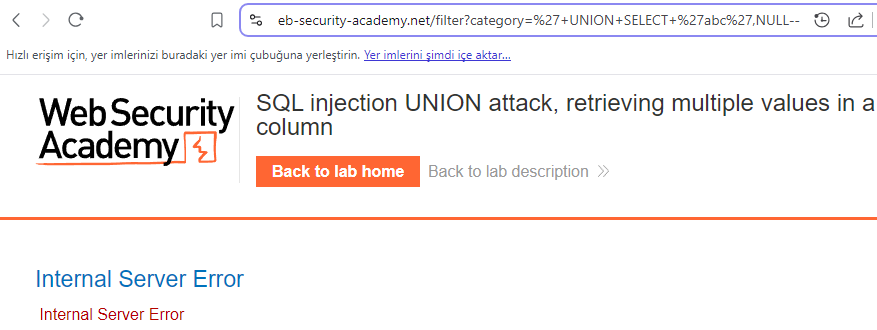 eb-security-academy.net/filter?category=%27+UNION+SELECT+%27abc%27,NULL--
Hızlı erişim için, yer imlerinizi buradaki yer imi çubuğuna yerleştirin. Yer imlerini şimdi içe aktar...
Web Security
Academy
SQL injection UNION attack, retrieving multiple values in a
column
Back to lab home
Back to lab description
Internal Server Error
Internal Server Error